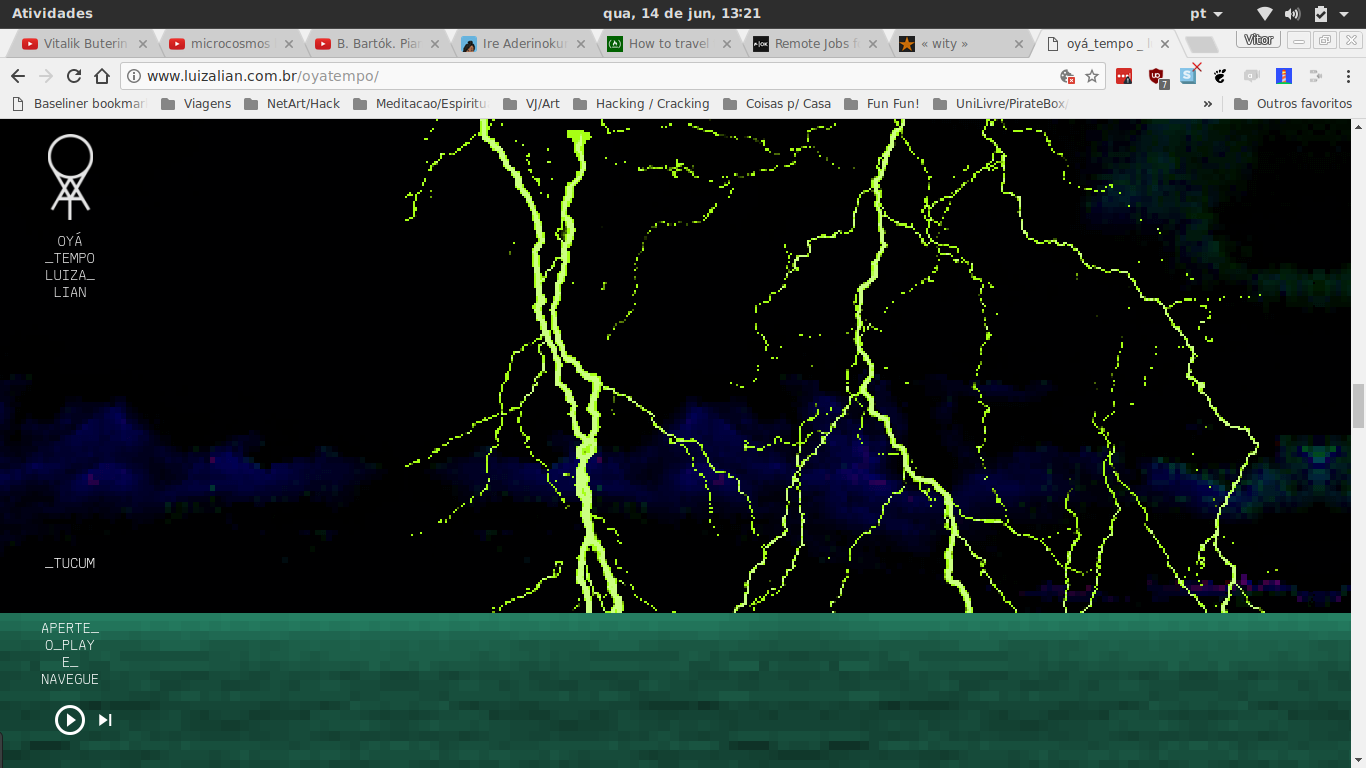 Atividades
qua, 14 de jun, 13:21
pt
Vitalik Buterin
microcosmos
B. Bartók. Pian
Ire Aderinoku
How to travel
Remote Jobs f
« wity »
oyá_tempo _
Vitor
www.luizalian.com.br/oyatempo/
7
Baseliner bookmar
Viagens
NetArt/Hack
Meditacao/Espiritu
VJ/Art
Hacking / Cracking
Coisas p/ Casa
Fun Fun!
UniLivre/PirateBox/
»
Outros favoritos
OYÁ
_TEMPO
LUIZA_
LIAN
_TUCUM
APERTE_
O_PLAY
E_
NAVEGUE